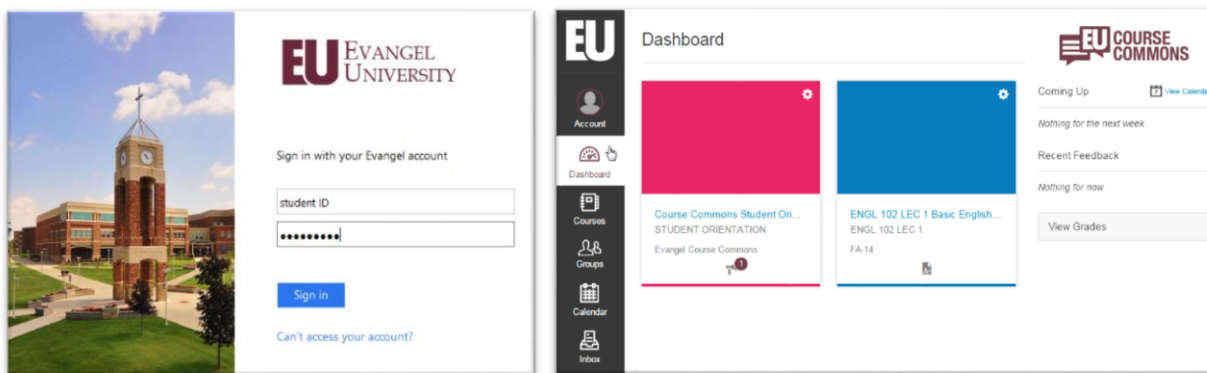 EU EVANGEL
UNIVERSITY
Sign in with your Evangel account
student ID
Sign in
Can't access your account?
EU
Account
Dashboard
Courses
Groups
Calendar
Inbox
Dashboard
Course Commons Student Ori...
STUDENT ORIENTATION
Evangel Course Commons
1
ENGL 102 LEC 1 Basic English...
ENGL 102 LEC 1
FA-14
EU COURSE
COMMONS
Coming Up
View Calenda
Nothing for the next week
Recent Feedback
Nothing for now
View Grades